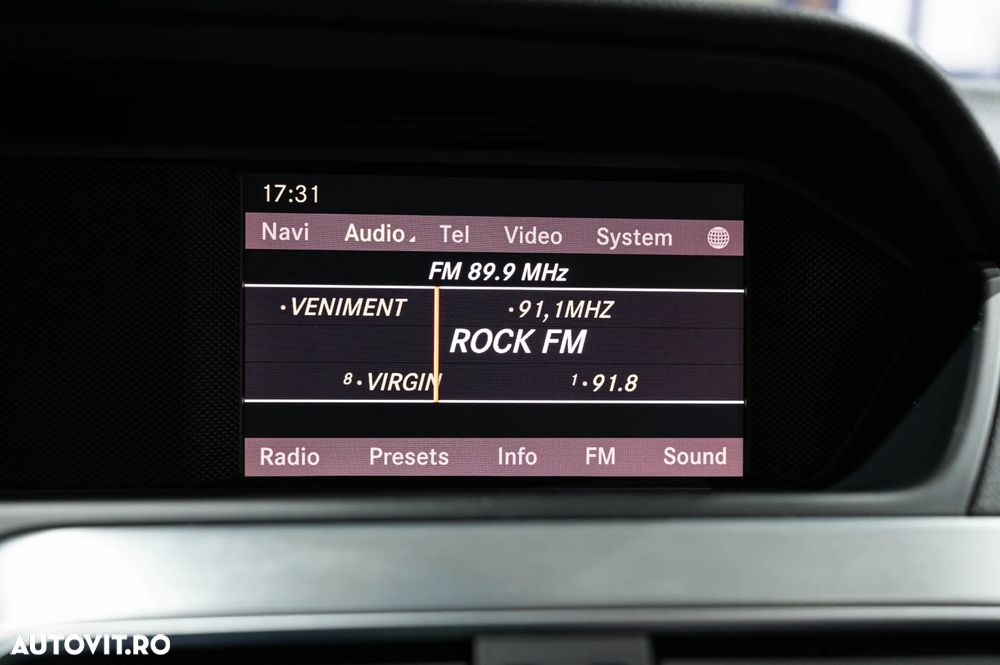 17:31
Navi Audio Tel Video System
FM 89.9 MHz
·VENIMENT ·91,1MHZ
ROCK FM
8·VIRGIN 1·91.8
Radio Presets Info FM Sound
AUTOVIT.RO